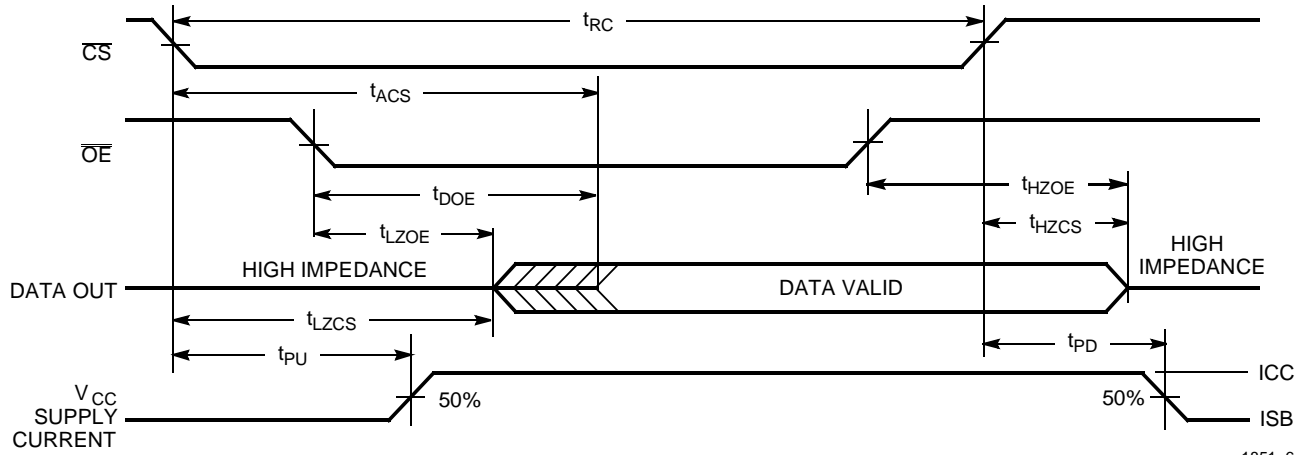 tRC
CS
tACS
OE
tDOE
tHZOE
tLZOE
tHZCS
HIGH IMPEDANCE
HIGH
IMPEDANCE
DATA OUT
DATA VALID
tLZCS
tPU
tPD
VCC
SUPPLY
CURRENT
50%
50%
ICC
ISB